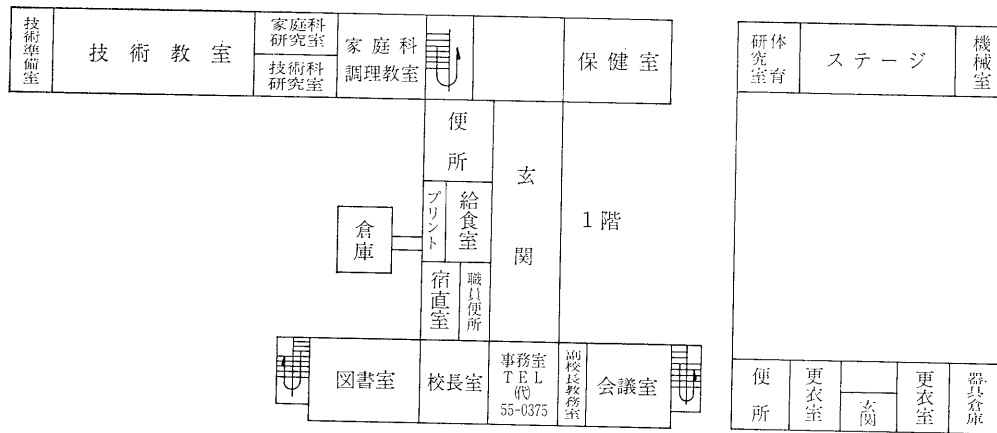 技術準備室
技術教室
家庭科
研究室
技術科
研究室
家庭科
調理教室
保健室
体育
研究室
ステージ
機械室
便所
玄関
プリント
給食室
倉庫
1階
宿直室
職員便所
図書室
校長室
事務室
TEL
(代)
55-0375
副校長教務室
会議室
便所
更衣室
玄関
更衣室
器具倉庫